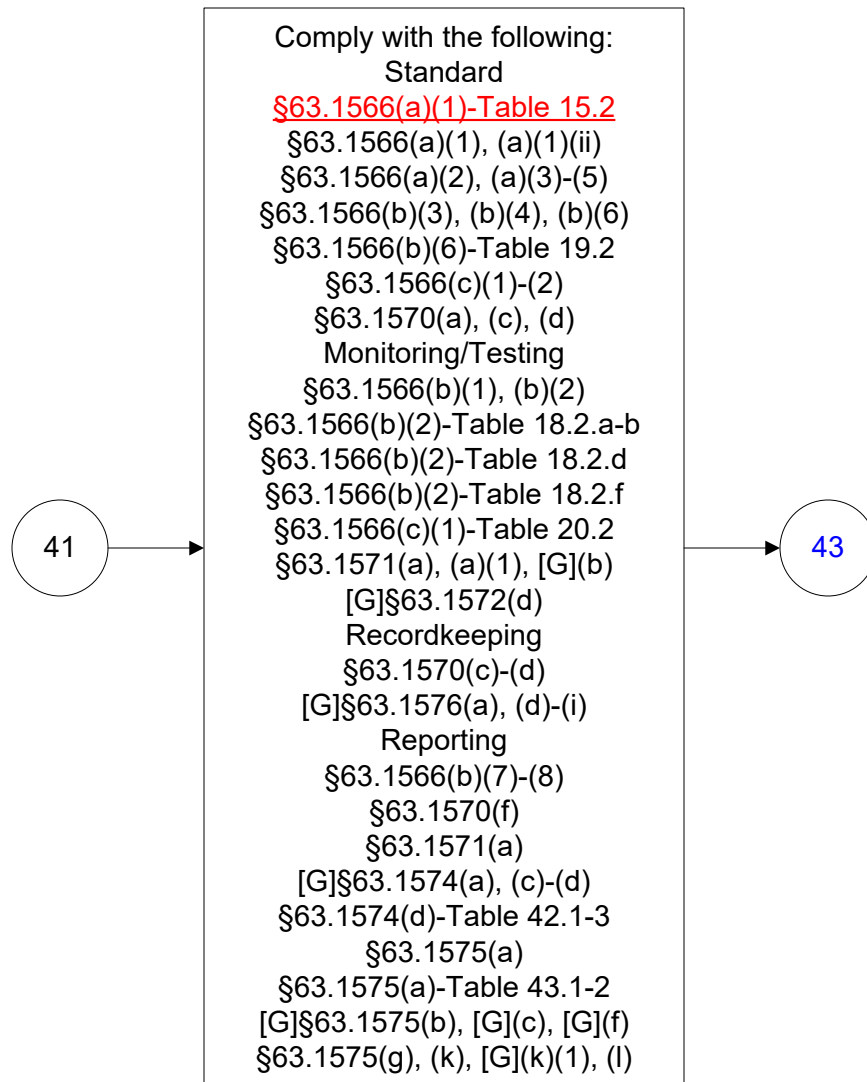 Comply with the following:
Standard
§63.1566(a)(1)-Table 15.2
§63.1566(a)(1), (a)(1)(ii)
§63.1566(a)(2), (a)(3)-(5)
§63.1566(b)(3), (b)(4), (b)(6)
§63.1566(b)(6)-Table 19.2
§63.1566(c)(1)-(2)
§63.1570(a), (c), (d)
Monitoring/Testing
§63.1566(b)(1), (b)(2)
§63.1566(b)(2)-Table 18.2.a-b
§63.1566(b)(2)-Table 18.2.d
§63.1566(b)(2)-Table 18.2.f
41
§63.1566(c)(1)-Table 20.2
43
§63.1571(a), (a)(1), [G](b)
[G]§63.1572(d)
Recordkeeping
§63.1570(c)-(d)
[G]§63.1576(a), (d)-(i)
Reporting
§63.1566(b)(7)-(8)
§63.1570(f)
§63.1571(a)
[G]§63.1574(a), (c)-(d)
§63.1574(d)-Table 42.1-3
§63.1575(a)
§63.1575(a)-Table 43.1-2
[G]§63.1575(b), [G](c), [G](f)
§63.1575(g), (k), [G](k)(1), (l)